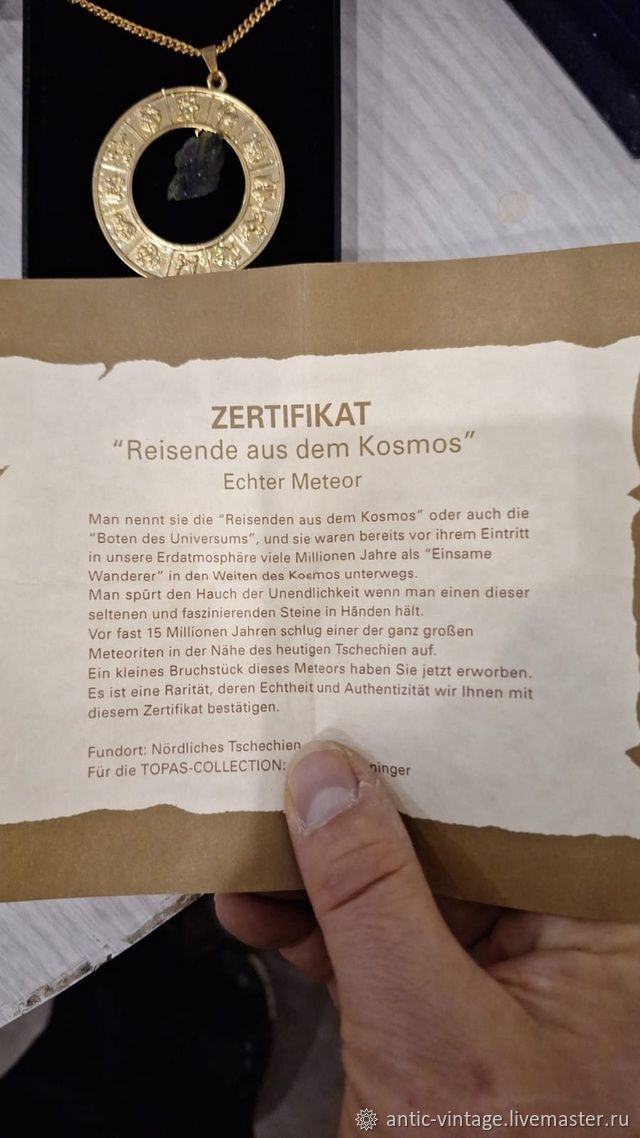 ZERTIFIKAT
“Reisende aus dem Kosmos”
Echter Meteor
Man nennt sie die “Reisenden aus dem Kosmos” oder auch die
“Boten des Universums”, und sie waren bereits vor ihrem Eintritt
in unsere Erdatmosphäre viele Millionen Jahre als “Einsame
Wanderer” in den Weiten des Kosmos unterwegs.
Man spürt den Hauch der Unendlichkeit wenn man einen dieser
seltenen und faszinierenden Steine in Händen hält.
Vor fast 15 Millionen Jahren schlug einer der ganz großen
Meteoriten in der Nähe des heutigen Tschechien auf.
Ein kleines Bruchstück dieses Meteors haben Sie jetzt erworben.
Es ist eine Rarität, deren Echtheit und Authentizität wir Ihnen mit
diesem Zertifikat bestätigen.
Fundort: Nördliches Tschechien
Für die TOPAS-COLLECTION:
antic-vintage.livemaster.ru